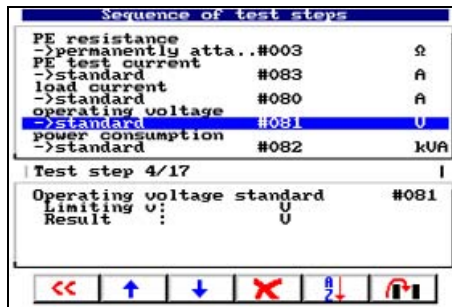 Sequence of test steps
PE resistance
->permanently atta..#003 Ω
PE test current
->standard #083 A
load current
->standard #080 A
operating voltage
->standard #081 V
power consumption
->standard #082 kVA
Test step 4/17
Operating voltage standard #081
Limiting v: V
Result : V
<<
A
Z